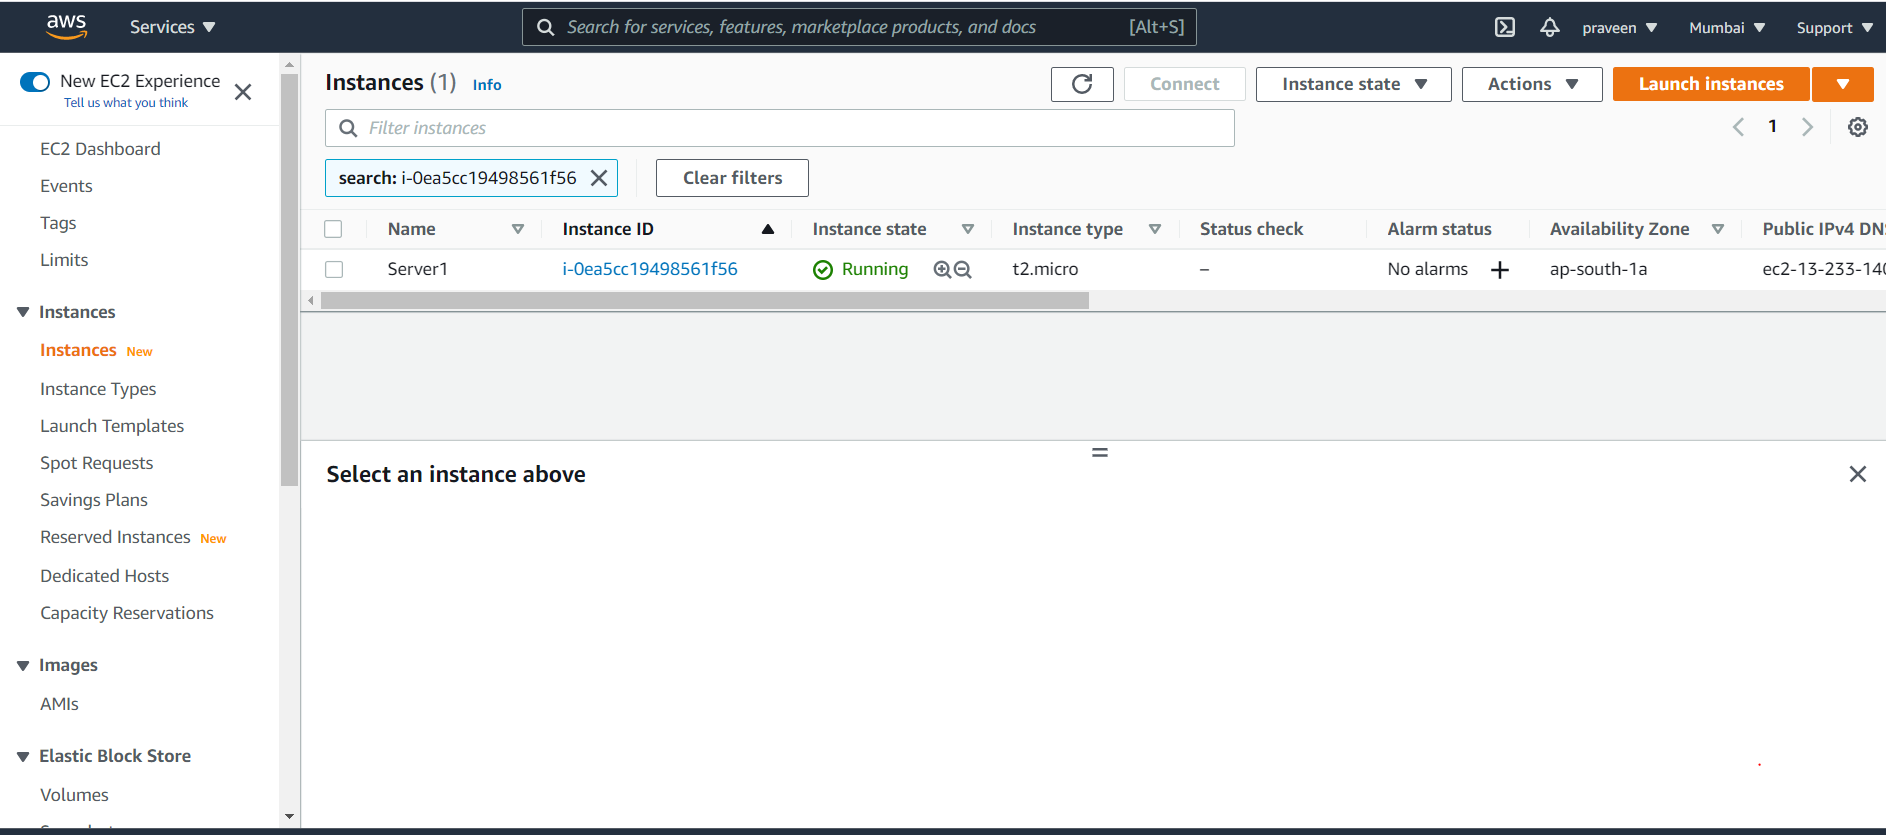 aws
Services
Search for services, features, marketplace products, and docs [Alt+S]
praveen Mumbai Support
New EC2 Experience
Tell us what you think
EC2 Dashboard
Events
Tags
Limits
Instances
Instances New
Instance Types
Launch Templates
Spot Requests
Savings Plans
Reserved Instances New
Dedicated Hosts
Capacity Reservations
Images
AMIs
Elastic Block Store
Volumes
Instances (1) Info
Connect
Instance state
Actions
Launch instances
Filter instances
1
search: i-0ea5cc19498561f56
Clear filters
Name Instance ID Instance state Instance type Status check Alarm status Availability Zone Public IPv4 DN
Server1 i-0ea5cc19498561f56 Running t2.micro – No alarms + ap-south-1a ec2-13-233-140
Select an instance above